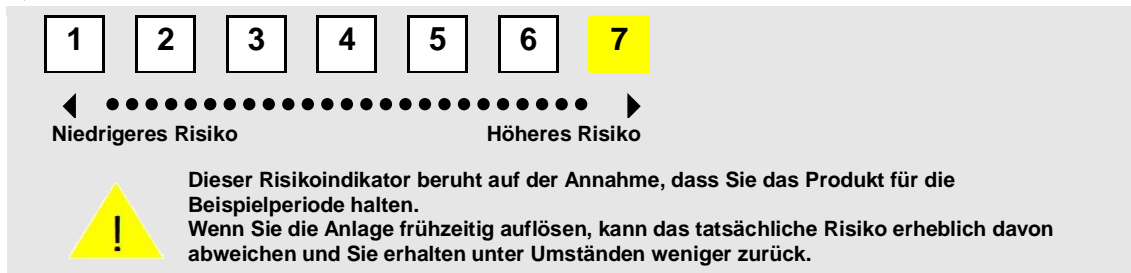 1 2 3 4 5 6 7
Niedrigeres Risiko Höheres Risiko
Dieser Risikoindikator beruht auf der Annahme, dass Sie das Produkt für die
Beispielperiode halten.
! Wenn Sie die Anlage frühzeitig auflösen, kann das tatsächliche Risiko erheblich davon
abweichen und Sie erhalten unter Umständen weniger zurück.